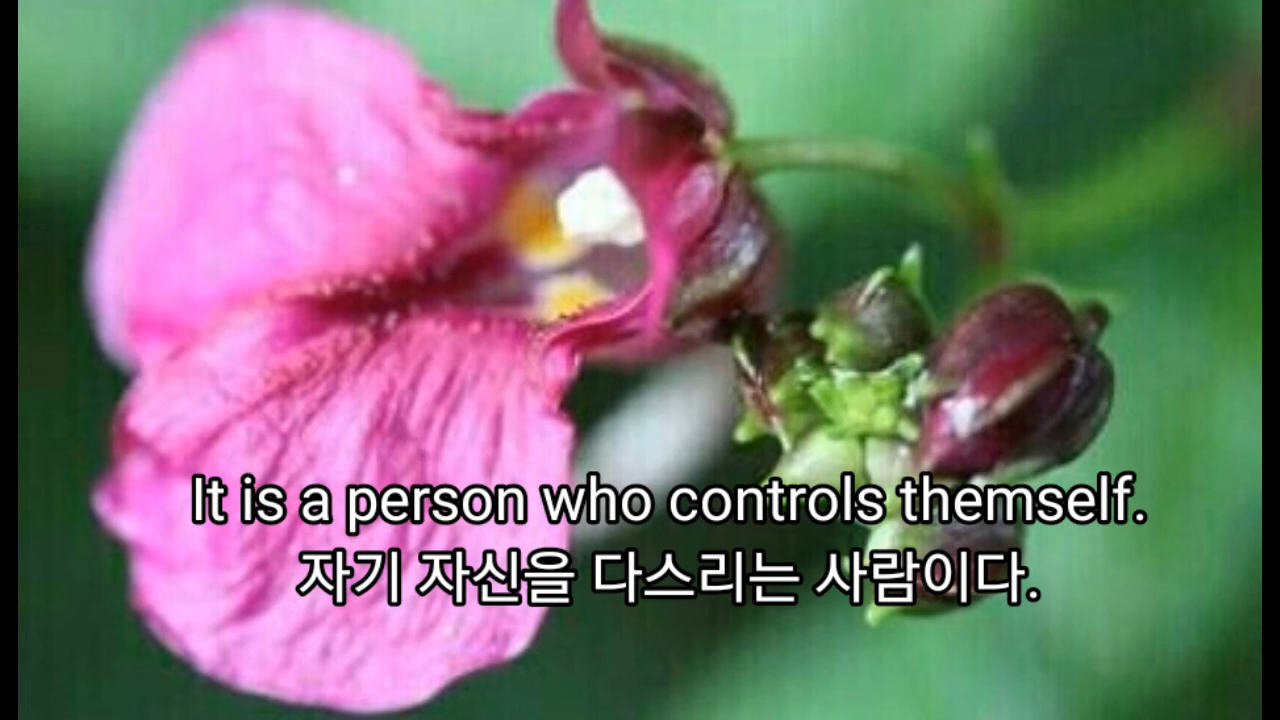 It is a person who controls themself.
자기 자신을 다스리는 사람이다.